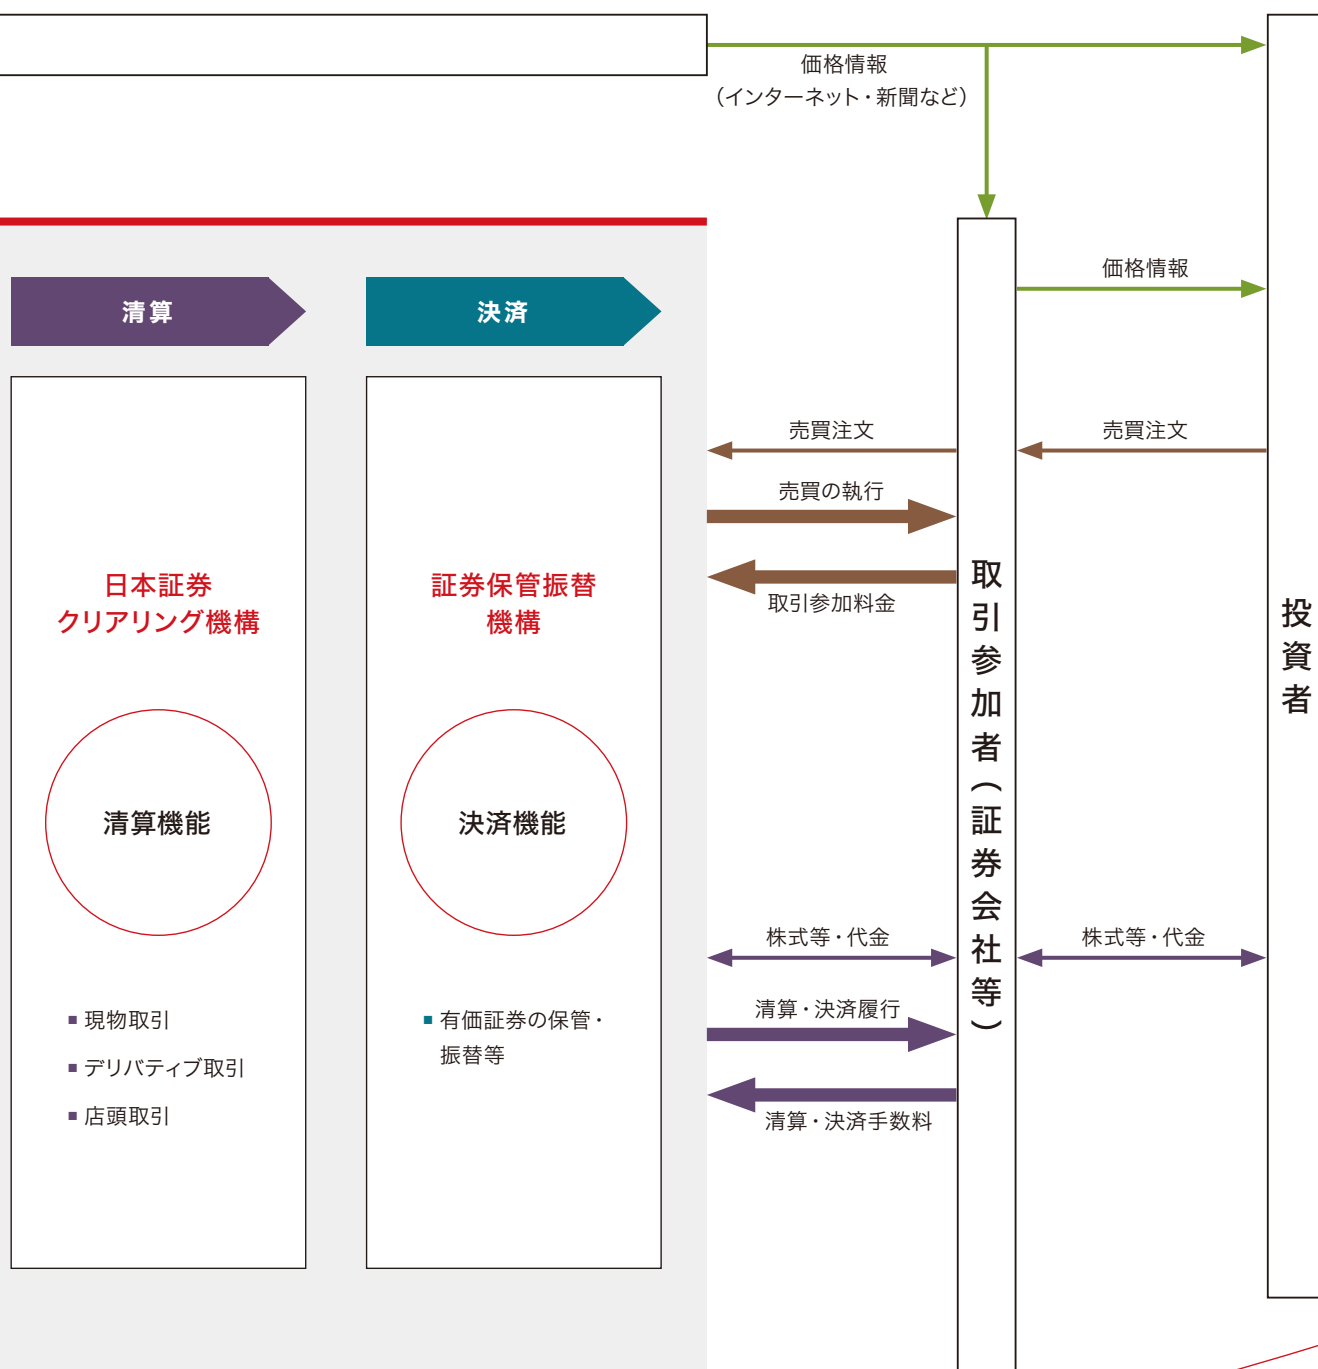 価格情報
（インターネット・新聞など）
価格情報
清算
決済
日本証券
クリアリング機構
清算機能
■ 現物取引
■ デリバティブ取引
■ 店頭取引
証券保管振替
機構
決済機能
■ 有価証券の保管・
振替等
売買注文
売買の執行
取引参加料金
株式等・代金
清算・決済履行
清算・決済手数料
取引参加者（証券会社等）
売買注文
株式等・代金
投資者